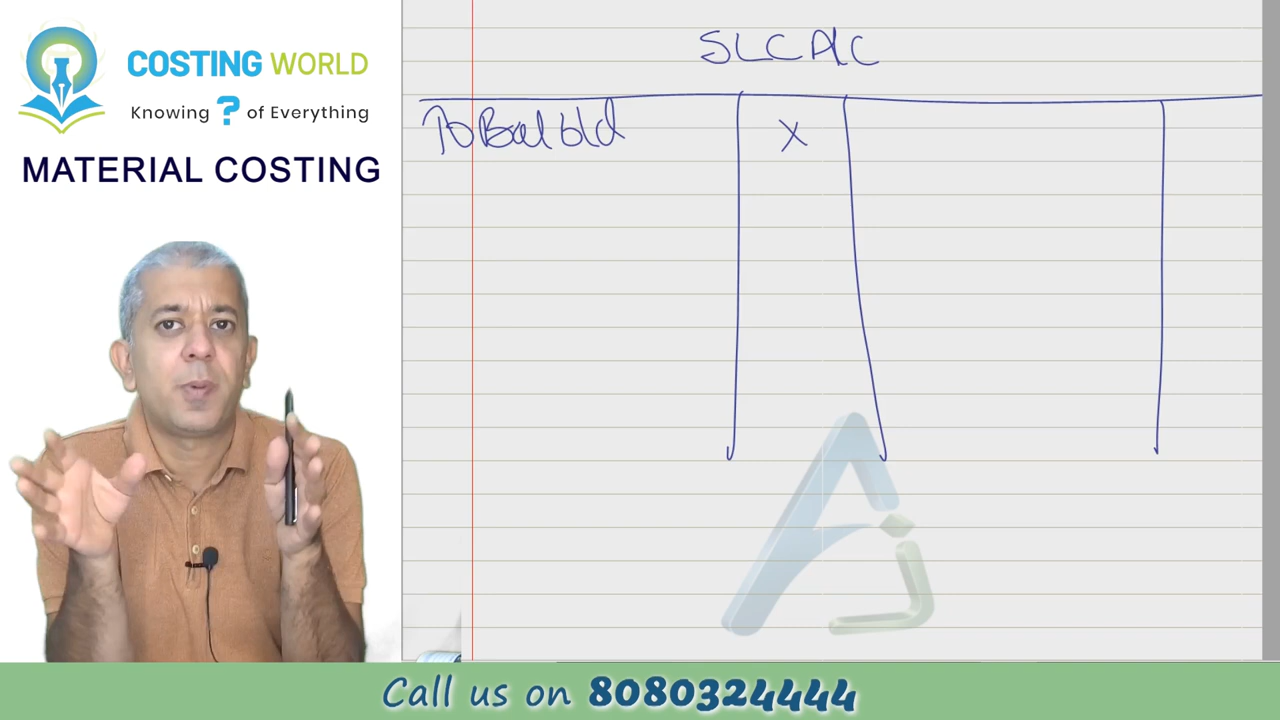 COSTING WORLD
Knowing ? of Everything
MATERIAL COSTING
SLC A/C
To Bal b/d
X
Call us on 8080324444